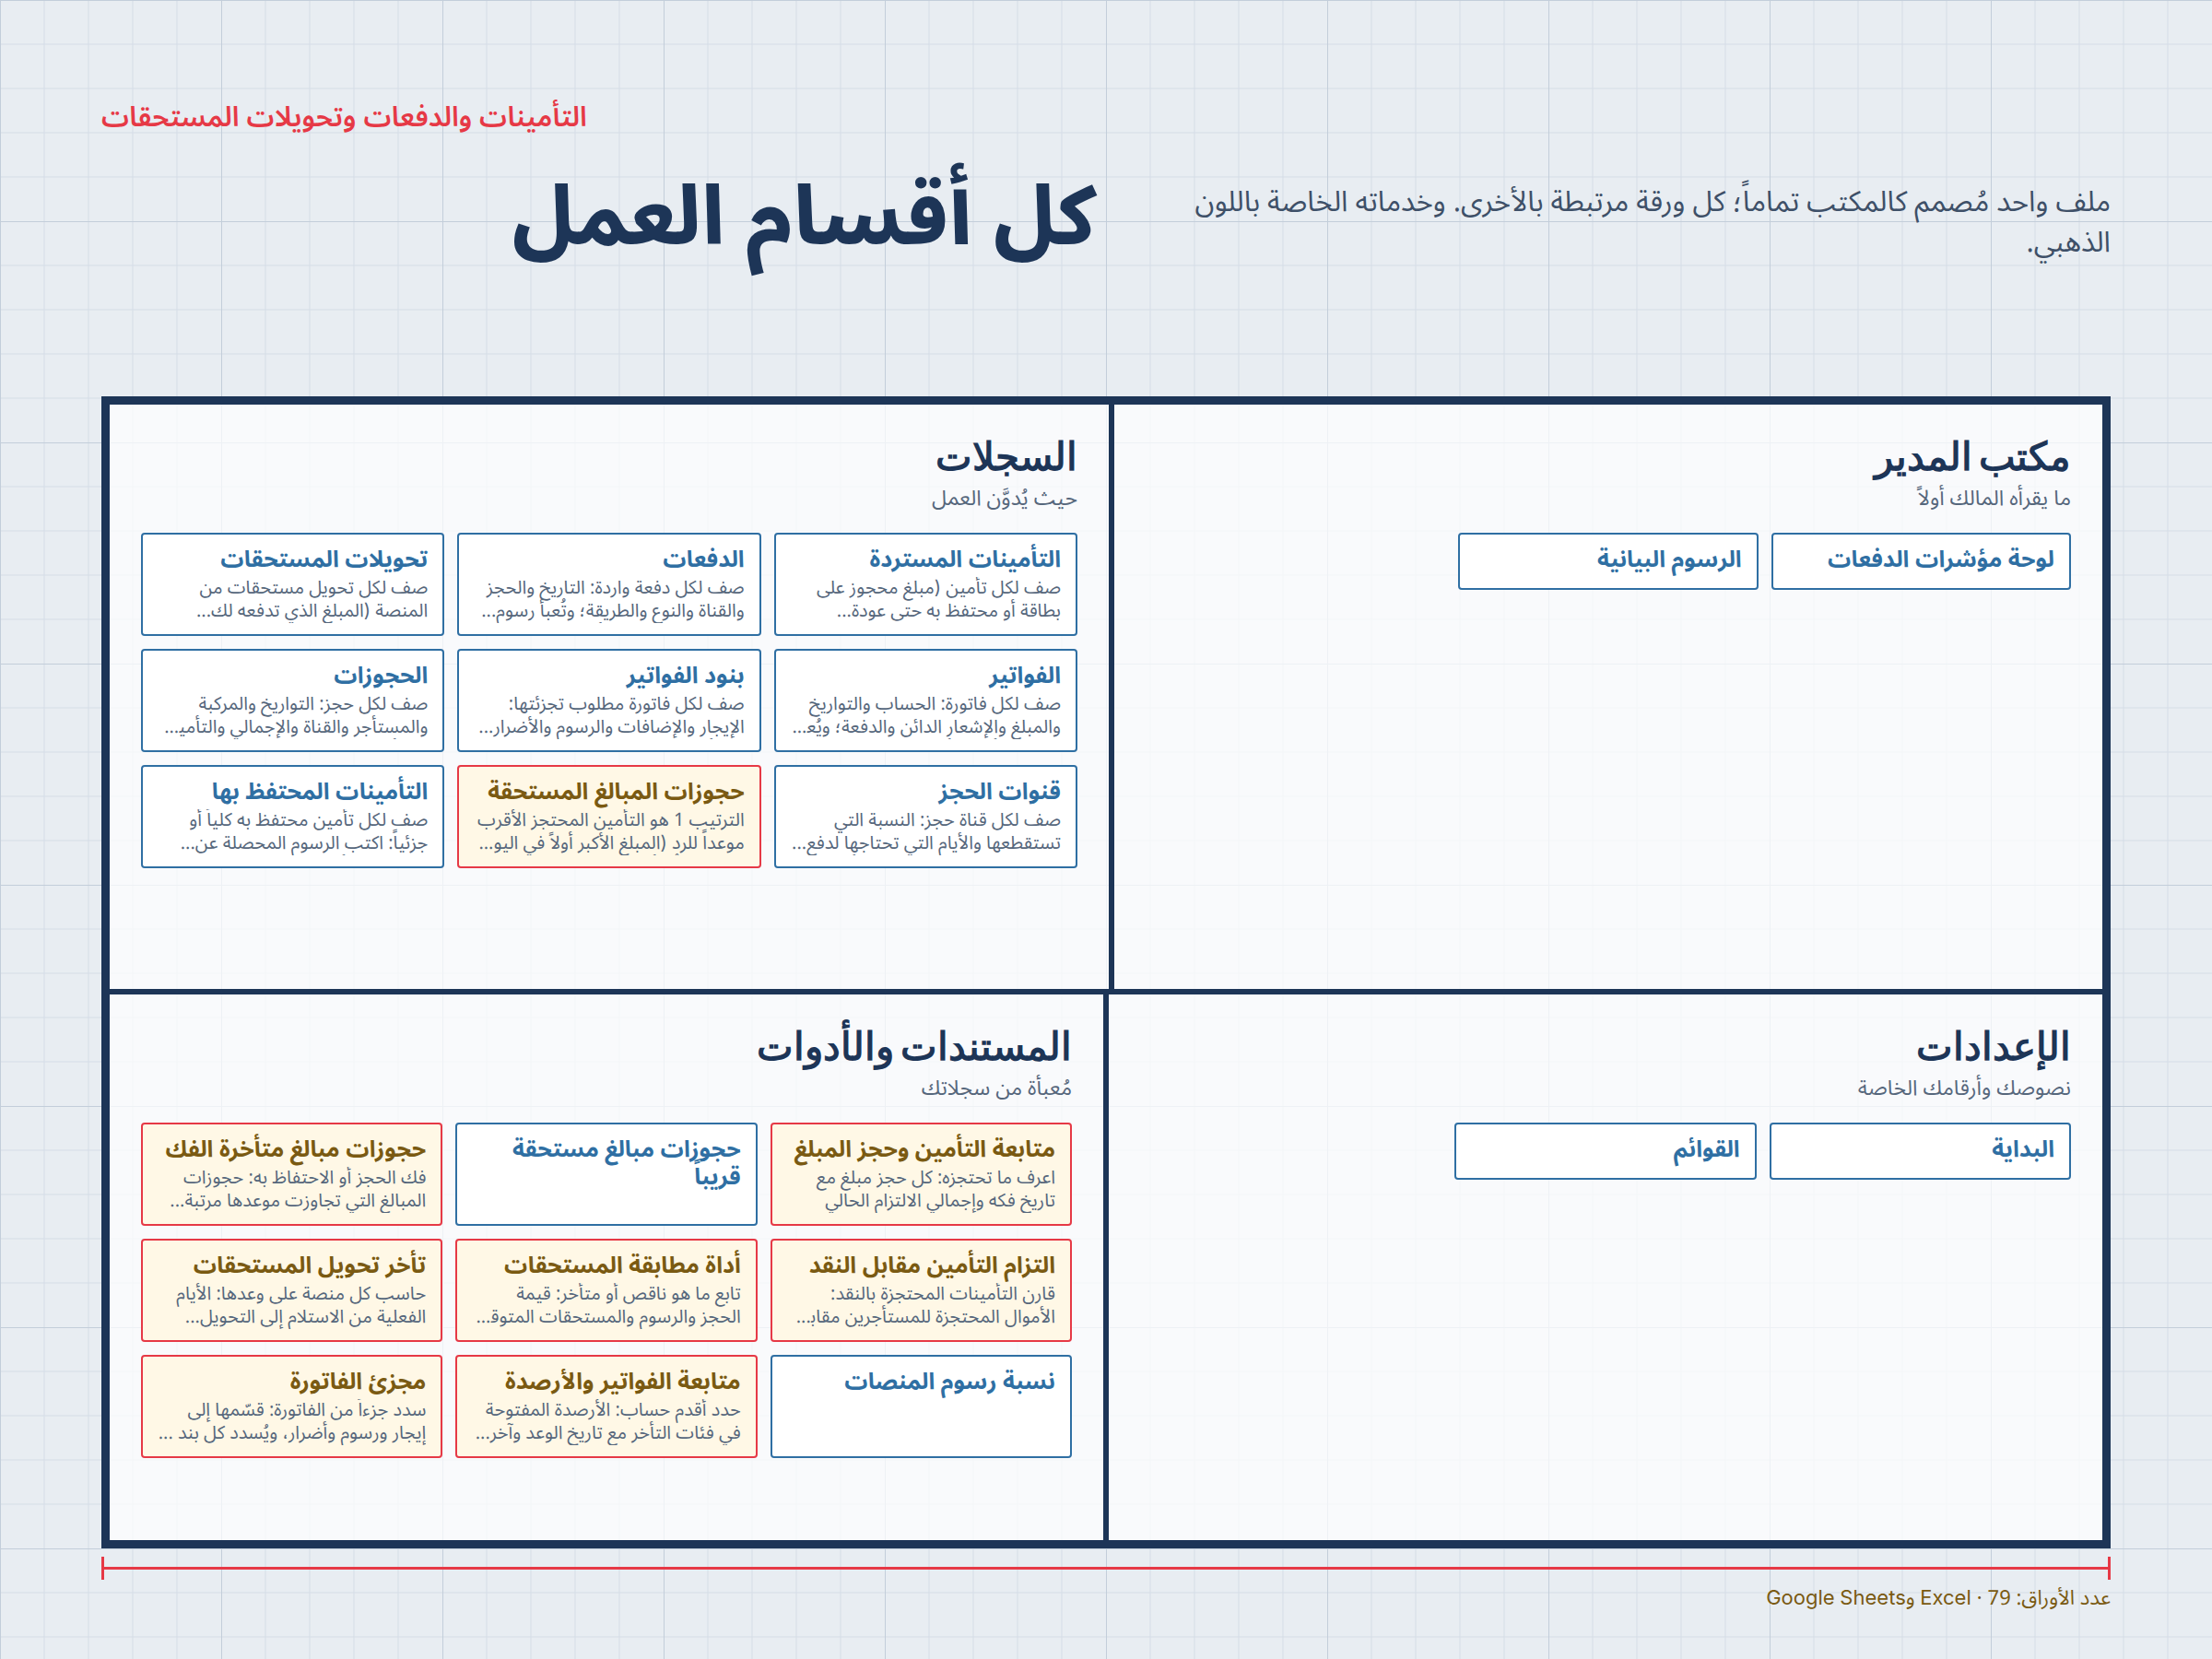 التأمينات والدفعات وتحويلات المستحقات
كل أقسام العمل
ملف واحد مُصمم كالمكتب تماماً؛ كل ورقة مرتبطة بالأخرى. وخدماته الخاصة باللون
الذهبي.
مكتب المدير
ما يقرأه المالك أولاً
لوحة مؤشرات الدفعات
الرسوم البيانية
السجلات
حيث يُدوَّن العمل
التأمينات المستردة
صف لكل تأمين (مبلغ محجوز على
بطاقة أو محتفظ به حتى عودة...
الدفعات
صف لكل دفعة واردة: التاريخ والحجز
والقناة والنوع والطريقة؛ وتُعبأ رسوم...
تحويلات المستحقات
صف لكل تحويل مستحقات من
المنصة (المبلغ الذي تدفعه لك...
الفواتير
صف لكل فاتورة: الحساب والتواريخ
والمبلغ والإشعار الدائن والدفعة؛ ويُعـ...
بنود الفواتير
صف لكل فاتورة مطلوب تجزئتها:
الإيجار والإضافات والرسوم والأضرار...
الحجوزات
صف لكل حجز: التواريخ والمركبة
والمستأجر والقناة والإجمالي والتأميـ...
قنوات الحجز
صف لكل قناة حجز: النسبة التي
تستقطعها والأيام التي تحتاجها لدفع...
حجوزات المبالغ المستحقة
الترتيب 1 هو التأمين المحتجز الأقرب
موعداً للرد (المبلغ الأكبر أولاً في اليو...
التأمينات المحتفظ بها
صف لكل تأمين محتفظ به كلياً أو
جزئياً: اكتب الرسوم المحصلة عن...
الإعدادات
نصوصك وأرقامك الخاصة
البداية
القوائم
المستندات والأدوات
مُعبأة من سجلاتك
متابعة التأمين وحجز المبلغ
اعرف ما تحتجزه: كل حجز مبلغ مع
تاريخ فكه وإجمالي الالتزام الحالي
حجوزات مبالغ مستحقة
قريباً
حجوزات مبالغ متأخرة الفك
فك الحجز أو الاحتفاظ به: حجوزات
المبالغ التي تجاوزت موعدها مرتبة...
التزام التأمين مقابل النقد
قارن التأمينات المحتجزة بالنقد:
الأموال المحتجزة للمستأجرين مقابـ...
أداة مطابقة المستحقات
تابع ما هو ناقص أو متأخر: قيمة
الحجز والرسوم والمستحقات المتوقـ...
تأخر تحويل المستحقات
حاسب كل منصة على وعدها: الأيام
الفعلية من الاستلام إلى التحويل...
نسبة رسوم المنصات
متابعة الفواتير والأرصدة
حدد أقدم حساب: الأرصدة المفتوحة
في فئات التأخر مع تاريخ الوعد وآخر...
مجزئ الفاتورة
سدد جزءاً من الفاتورة: قسّمها إلى
إيجار ورسوم وأضرار، ويُسدد كل بند ...
عدد الأوراق: 79 · Excel وGoogle Sheets